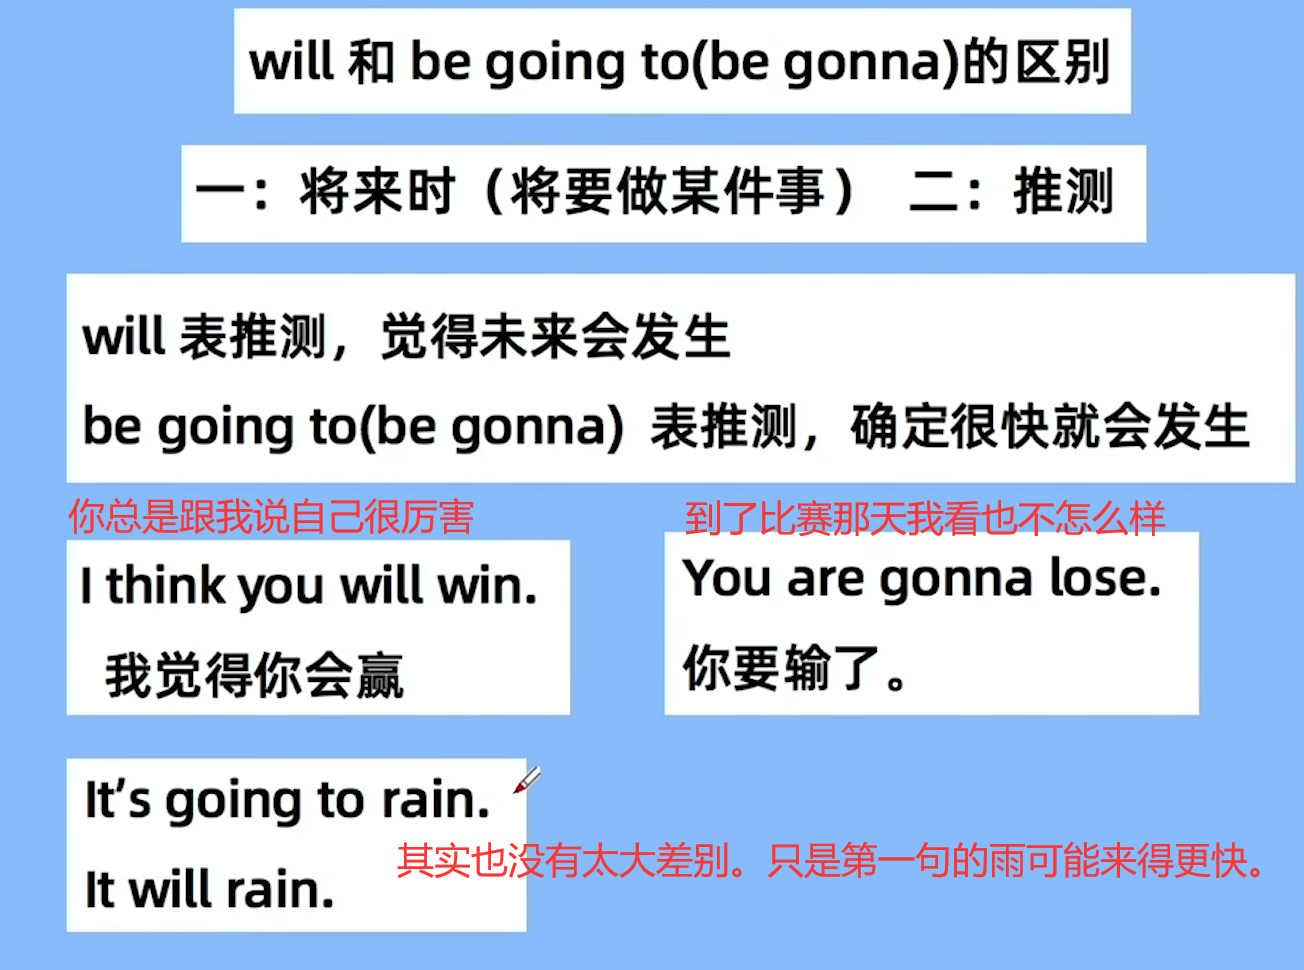 will 和 be going to(be gonna)的区别
一：将来时（将要做某件事） 二：推测
will 表推测，觉得未来会发生
be going to(be gonna) 表推测，确定很快就会发生
你总是跟我说自己很厉害
I think you will win.
我觉得你会赢
到了比赛那天我看也不怎么样
You are gonna lose.
你要输了。
It’s going to rain.
It will rain.
其实也没有太大差别。只是第一句的雨可能来得更快。